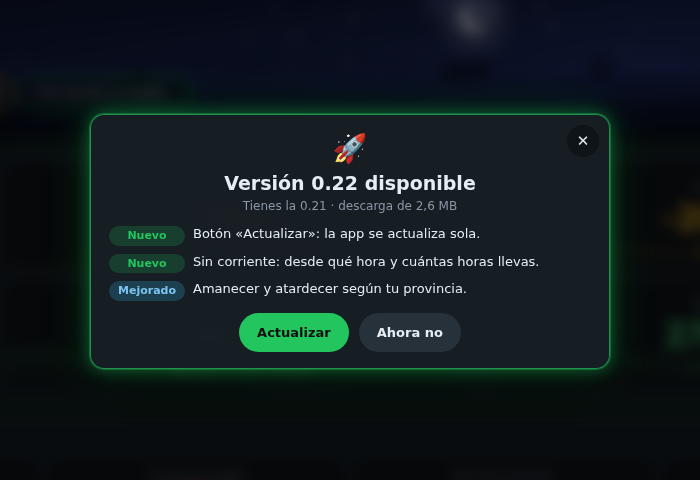 Versión 0.22 disponible
Tienes la 0.21 · descarga de 2,6 MB
Nuevo Botón «Actualizar»: la app se actualiza sola.
Nuevo Sin corriente: desde qué hora y cuántas horas llevas.
Mejorado Amanecer y atardecer según tu provincia.
Actualizar Ahora no